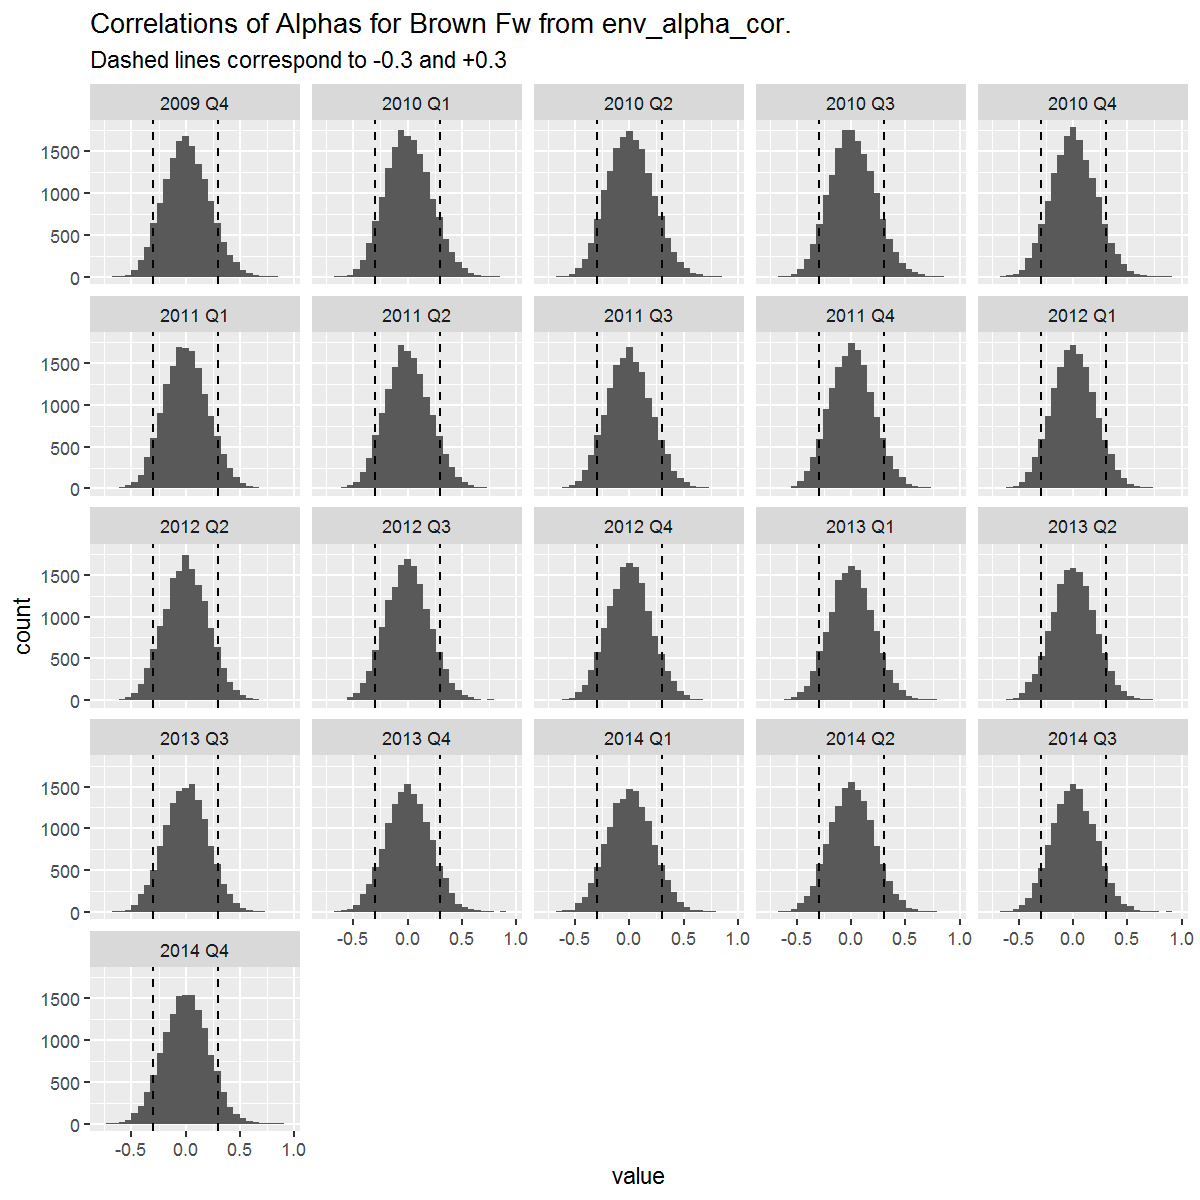 Correlations of Alphas for Brown Fw from env_alpha_cor.
Dashed lines correspond to -0.3 and +0.3
2009 Q4 2010 Q1 2010 Q2 2010 Q3 2010 Q4
1500
1000
500
0
2011 Q1 2011 Q2 2011 Q3 2011 Q4 2012 Q1
1500
1000
500
0
2012 Q2 2012 Q3 2012 Q4 2013 Q1 2013 Q2
1500
1000
500
0
count
2013 Q3 2013 Q4 2014 Q1 2014 Q2 2014 Q3
1500
1000
500
0
-0.5 0.0 0.5 1.0 -0.5 0.0 0.5 1.0 -0.5 0.0 0.5 1.0 -0.5 0.0 0.5 1.0
2014 Q4
1500
1000
500
0
-0.5 0.0 0.5 1.0
value